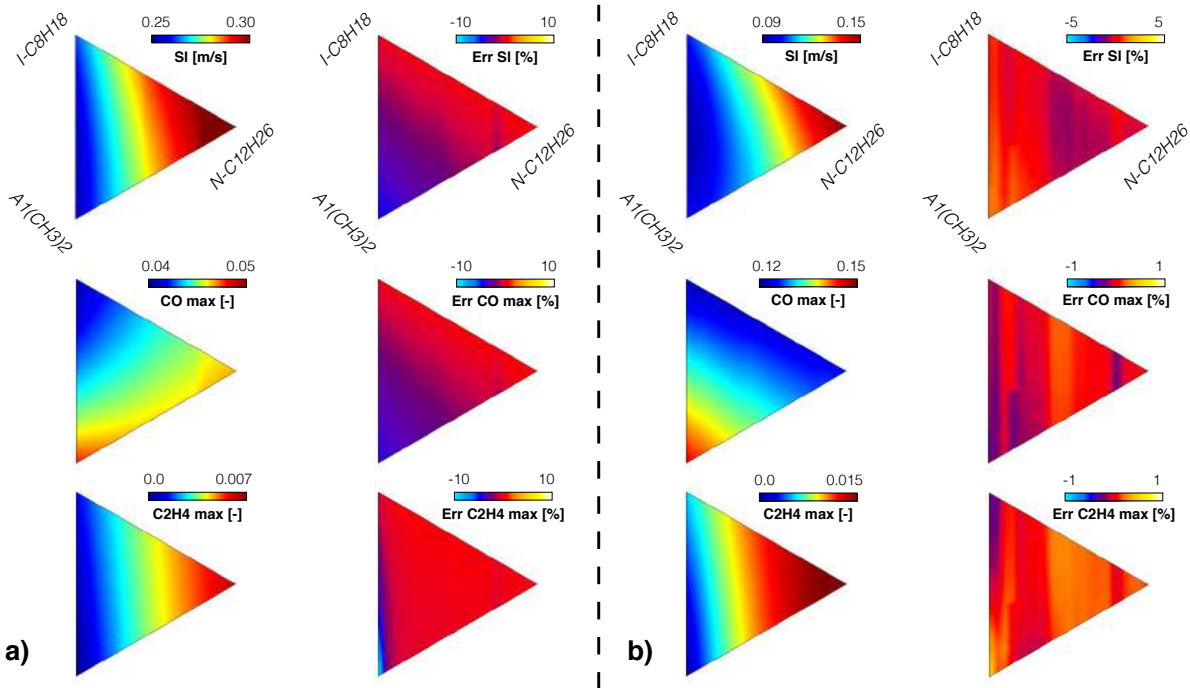 0.25 0.30
Sl [m/s]
I-C8H18
A1(CH3)2
N-C12H26
-10 10
Err Sl [%]
I-C8H18
A1(CH3)2
N-C12H26
0.09 0.15
Sl [m/s]
I-C8H18
A1(CH3)2
N-C12H26
-5 5
Err Sl [%]
I-C8H18
A1(CH3)2
N-C12H26
0.04 0.05
CO max [-]
-10 10
Err CO max [%]
0.12 0.15
CO max [-]
-1 1
Err CO max [%]
0.0 0.007
C2H4 max [-]
-10 10
Err C2H4 max [%]
0.0 0.015
C2H4 max [-]
-1 1
Err C2H4 max [%]
a)
b)